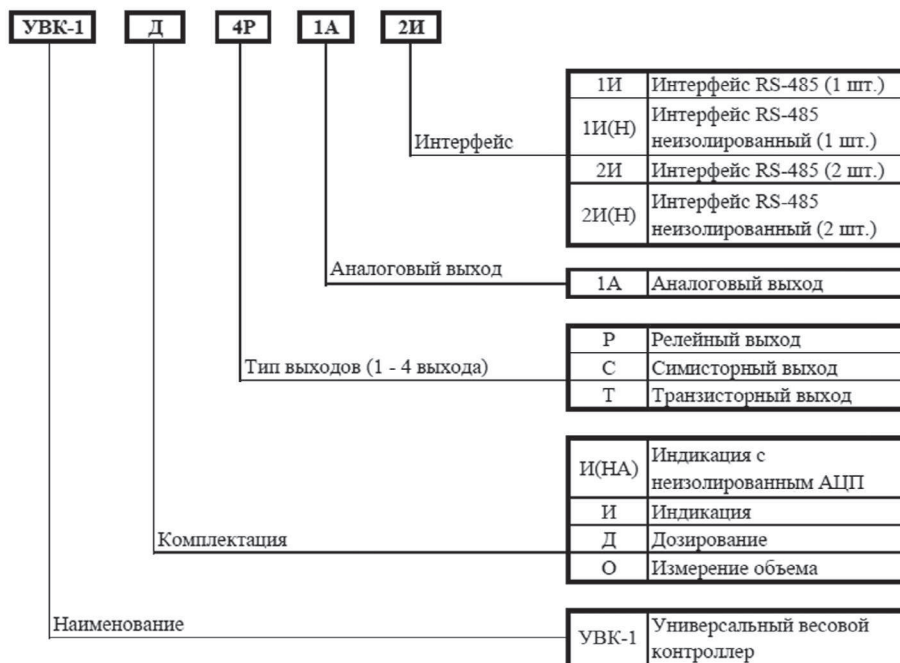 УВК-1 Д 4Р 1А 2И
Интерфейс
1И Интерфейс RS-485 (1 шт.)
1И(Н) Интерфейс RS-485
неизолированный (1 шт.)
2И Интерфейс RS-485 (2 шт.)
2И(Н) Интерфейс RS-485
неизолированный (2 шт.)
Аналоговый выход
1А Аналоговый выход
Тип выходов (1 - 4 выхода)
Р Релейный выход
С Симисторный выход
Т Транзисторный выход
Комплектация
И(НА) Индикация с
неизолированным АЦП
И Индикация
Д Дозирование
О Измерение объема
Наименование
УВК-1 Универсальный весовой
контроллер